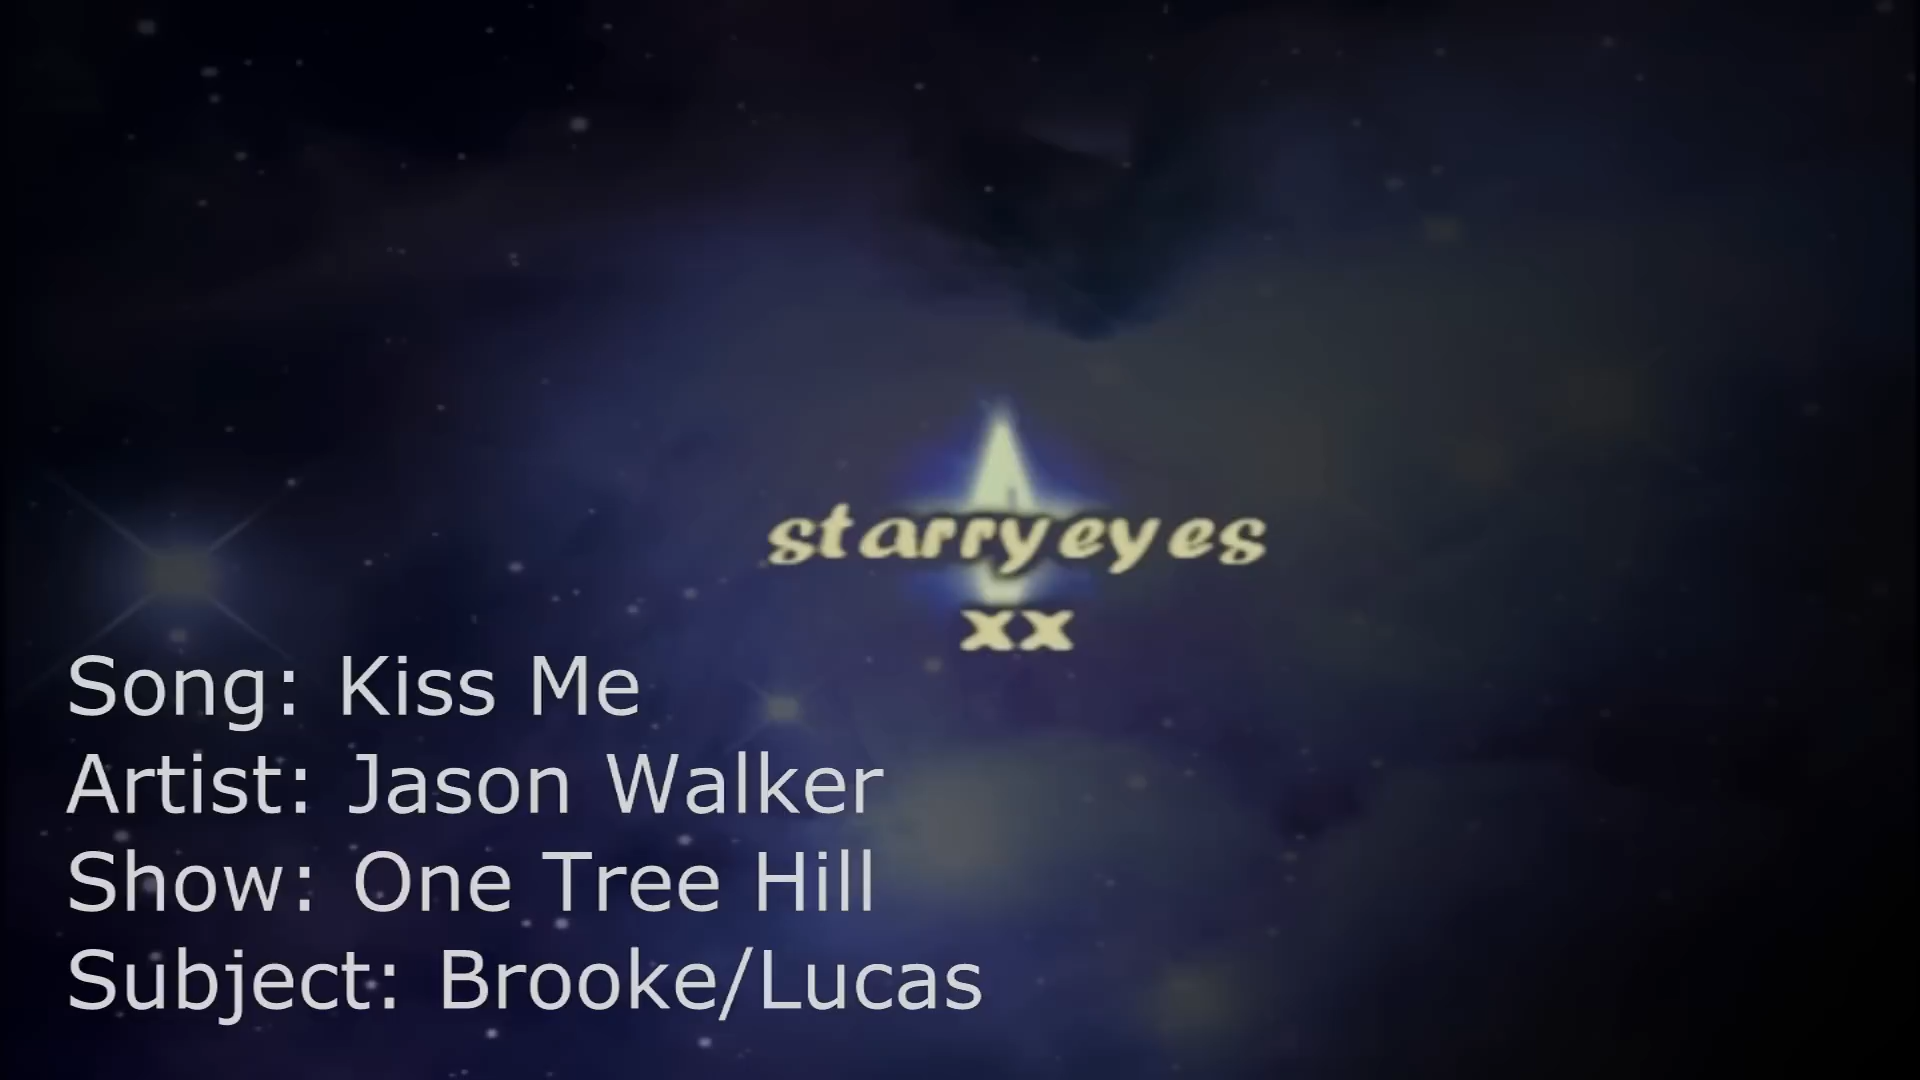 starryeyes
xx
Song: Kiss Me
Artist: Jason Walker
Show: One Tree Hill
Subject: Brooke/Lucas